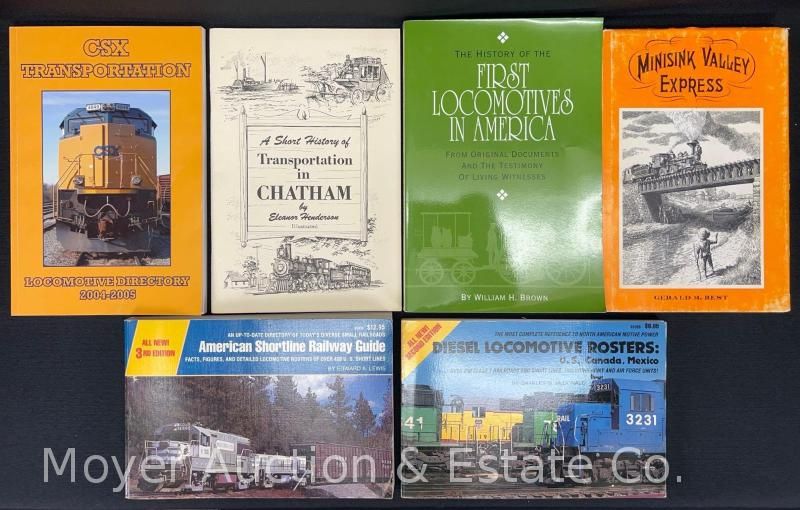 CSX
TRANSPORTATION
CSX
LOCOMOTIVE DIRECTORY
2004-2005
A Short History of
Transportation
in
CHATHAM
by
Eleanor Henderson
Illustrated
THE HISTORY OF THE
FIRST
LOCOMOTIVES
IN AMERICA
FROM ORIGINAL DOCUMENTS
AND THE TESTIMONY
OF LIVING WITNESSES
BY WILLIAM H. BROWN
MINISINK VALLEY
EXPRESS
GERALD M. BEST
ALL NEW!
3RD EDITION
$12.95
AN UP-TO-DATE DIRECTORY OF TODAY'S DIVERSE SMALL RAILROADS
American Shortline Railway Guide
FACTS, FIGURES, AND DETAILED LOCOMOTIVE ROSTERS OF OVER 400 U. S. SHORT LINES
BY EDWARD A. LEWIS
ALL NEW!
SECOND EDITION
THE MOST COMPLETE REFERENCE TO NORTH AMERICAN MOTIVE POWER
DIESEL LOCOMOTIVE ROSTERS:
U.S., Canada, Mexico
41
78
RAIL
3231
3231
Moyer Auction & Estate Co.